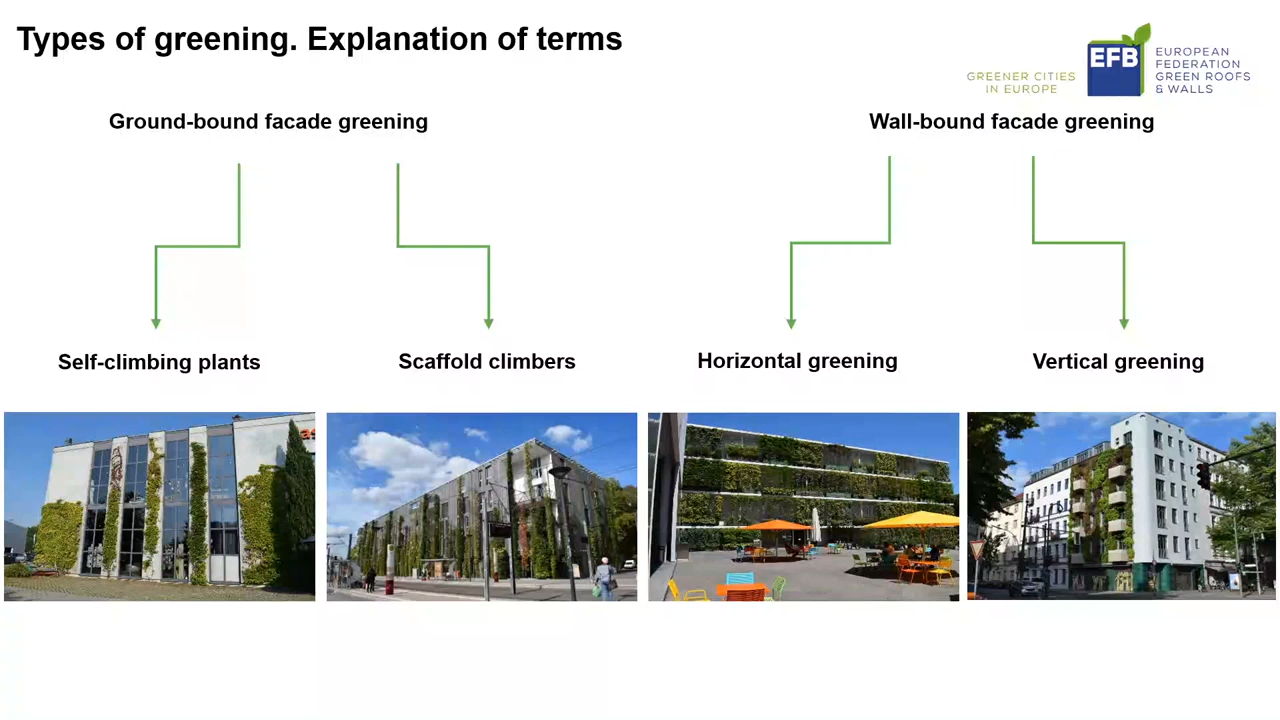 Types of greening. Explanation of terms
GREENER CITIES
IN EUROPE
EFB
EUROPEAN
FEDERATION
GREEN ROOFS
& WALLS
Ground-bound facade greening
Wall-bound facade greening
Self-climbing plants
Scaffold climbers
Horizontal greening
Vertical greening